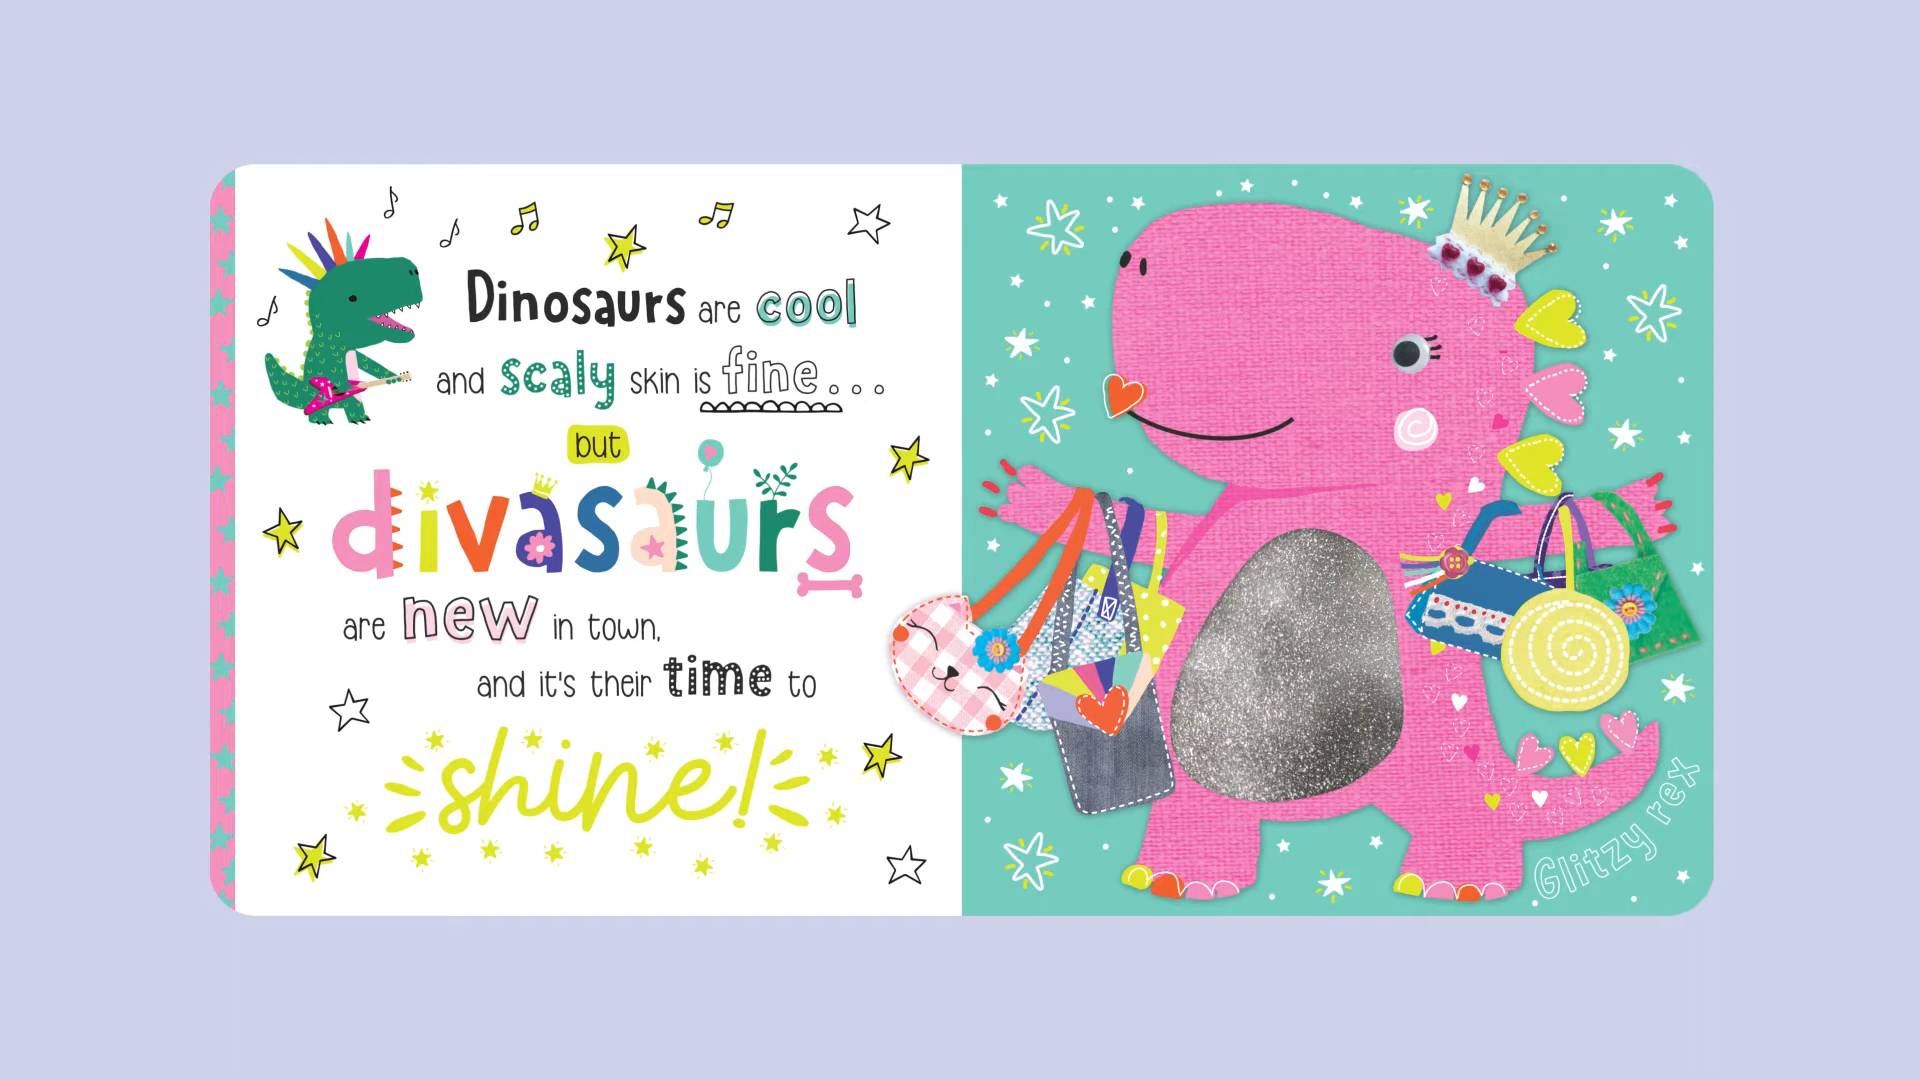 Dinosaurs are cool
and scaly skin is fine...
but
divasaurs
are new in town,
and it's their time to
shine!
Glitzy rex